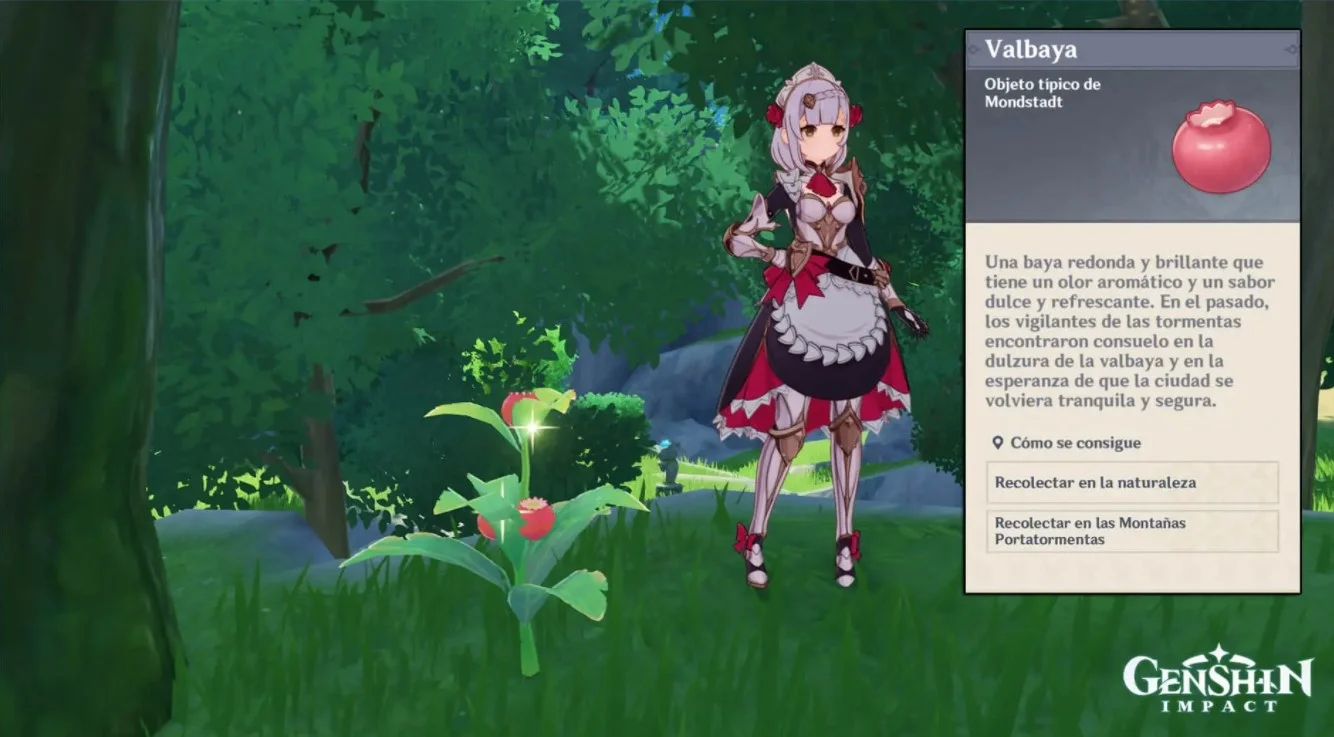 Valbaya
Objeto típico de
Mondstadt
Una baya redonda y brillante que
tiene un olor aromático y un sabor
dulce y refrescante. En el pasado,
los vigilantes de las tormentas
encontraron consuelo en la
dulzura de la valbaya y en la
esperanza de que la ciudad se
volviera tranquila y segura.
Cómo se consigue
Recolectar en la naturaleza
Recolectar en las Montañas
Portatormentas
GENSHIN
IMPACT